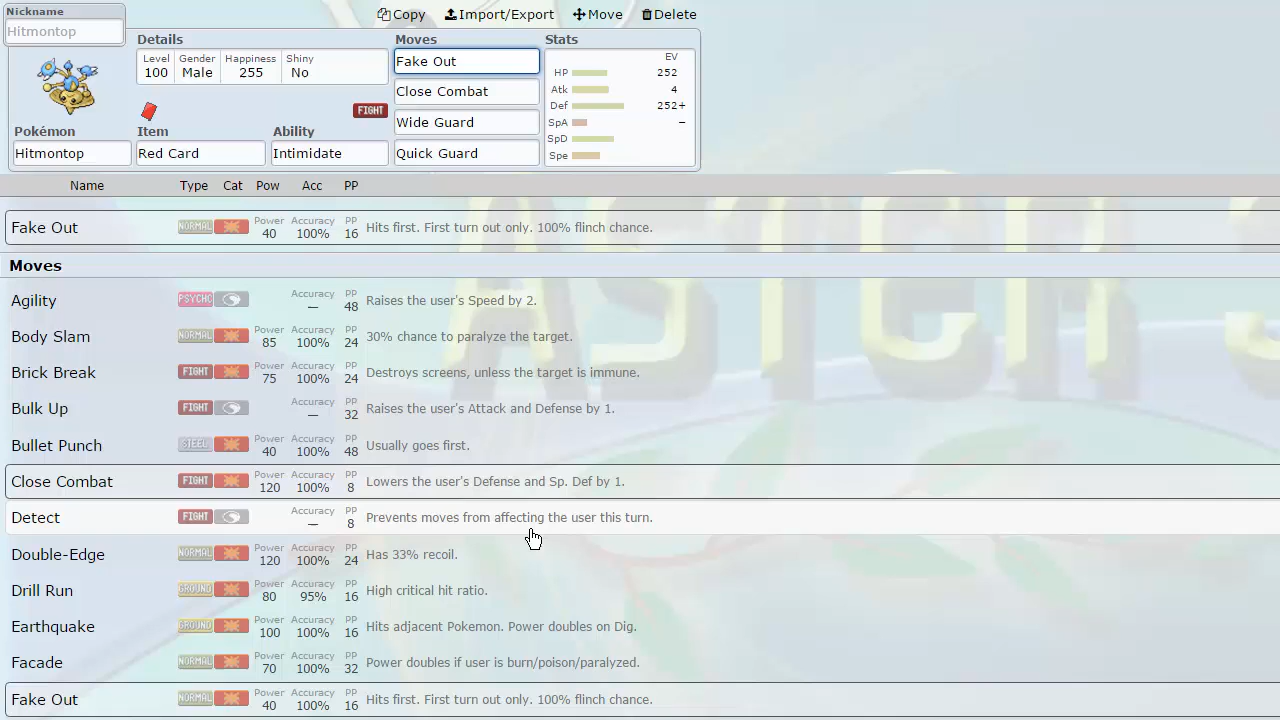 Nickname
Hitmontop
Copy Import/Export Move Delete
Details
Moves
Stats
Level Gender Happiness Shiny
100 Male 255 No
FIGHT
Pokémon
Hitmontop
Item
Red Card
Ability
Intimidate
Fake Out
Close Combat
Wide Guard
Quick Guard
EV
HP 252
Atk 4
Def 252+
SpA −
SpD
Spe
Name Type Cat Pow Acc PP
Fake Out NORMAL Power 40 Accuracy 100% PP 16 Hits first. First turn out only. 100% flinch chance.
Moves
Agility PSYCHC Accuracy — PP 48 Raises the user's Speed by 2.
Body Slam NORMAL Power 85 Accuracy 100% PP 24 30% chance to paralyze the target.
Brick Break FIGHT Power 75 Accuracy 100% PP 24 Destroys screens, unless the target is immune.
Bulk Up FIGHT Accuracy — PP 32 Raises the user's Attack and Defense by 1.
Bullet Punch STEEL Power 40 Accuracy 100% PP 48 Usually goes first.
Close Combat FIGHT Power 120 Accuracy 100% PP 8 Lowers the user's Defense and Sp. Def by 1.
Detect FIGHT Accuracy — PP 8 Prevents moves from affecting the user this turn.
Double-Edge NORMAL Power 120 Accuracy 100% PP 24 Has 33% recoil.
Drill Run GROUND Power 80 Accuracy 95% PP 16 High critical hit ratio.
Earthquake GROUND Power 100 Accuracy 100% PP 16 Hits adjacent Pokemon. Power doubles on Dig.
Facade NORMAL Power 70 Accuracy 100% PP 32 Power doubles if user is burn/poison/paralyzed.
Fake Out NORMAL Power 40 Accuracy 100% PP 16 Hits first. First turn out only. 100% flinch chance.